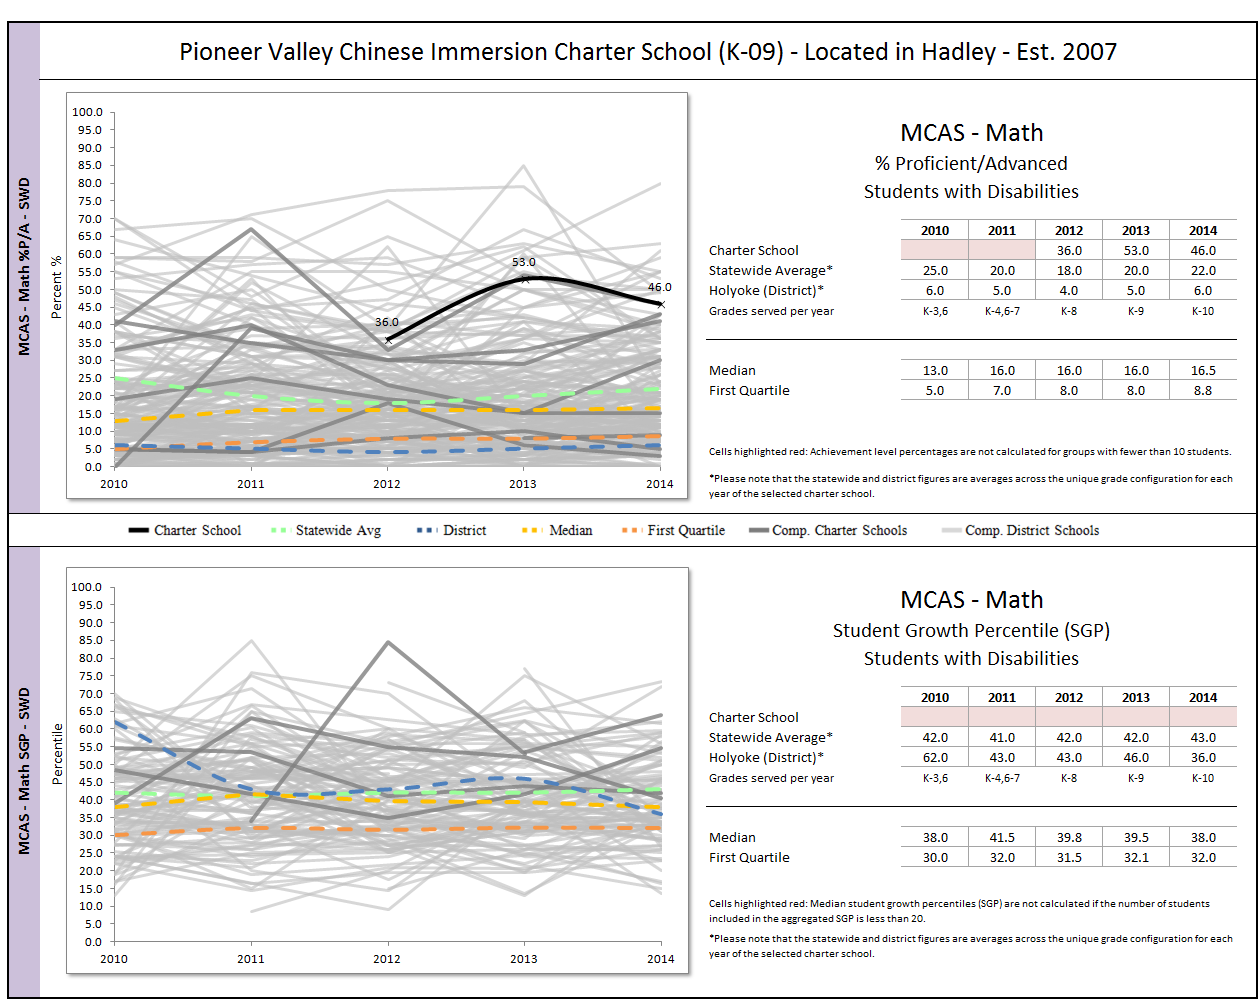 Pioneer Valley Chinese Immersion Charter School (K-09) - Located in Hadley - Est. 2007
MCAS - Math %P/A - SWD
Percent %
100.0
95.0
90.0
85.0
80.0
75.0
70.0
65.0
60.0
55.0
50.0
45.0
40.0
35.0
30.0
25.0
20.0
15.0
10.0
5.0
0.0
36.0
53.0
46.0
2010 2011 2012 2013 2014
MCAS - Math
% Proficient/Advanced
Students with Disabilities
2010 2011 2012 2013 2014
Charter School 36.0 53.0 46.0
Statewide Average* 25.0 20.0 18.0 20.0 22.0
Holyoke (District)* 6.0 5.0 4.0 5.0 6.0
Grades served per year K-3,6 K-4,6-7 K-8 K-9 K-10
Median 13.0 16.0 16.0 16.0 16.5
First Quartile 5.0 7.0 8.0 8.0 8.8
Cells highlighted red: Achievement level percentages are not calculated for groups with fewer than 10 students.
*Please note that the statewide and district figures are averages across the unique grade configuration for each
year of the selected charter school.
Charter School Statewide Avg District Median First Quartile Comp. Charter Schools Comp. District Schools
MCAS - Math SGP - SWD
Percentile
100.0
95.0
90.0
85.0
80.0
75.0
70.0
65.0
60.0
55.0
50.0
45.0
40.0
35.0
30.0
25.0
20.0
15.0
10.0
5.0
0.0
2010 2011 2012 2013 2014
MCAS - Math
Student Growth Percentile (SGP)
Students with Disabilities
2010 2011 2012 2013 2014
Charter School
Statewide Average* 42.0 41.0 42.0 42.0 43.0
Holyoke (District)* 62.0 43.0 43.0 46.0 36.0
Grades served per year K-3,6 K-4,6-7 K-8 K-9 K-10
Median 38.0 41.5 39.8 39.5 38.0
First Quartile 30.0 32.0 31.5 32.1 32.0
Cells highlighted red: Median student growth percentiles (SGP) are not calculated if the number of students
included in the aggregated SGP is less than 20.
*Please note that the statewide and district figures are averages across the unique grade configuration for each
year of the selected charter school.